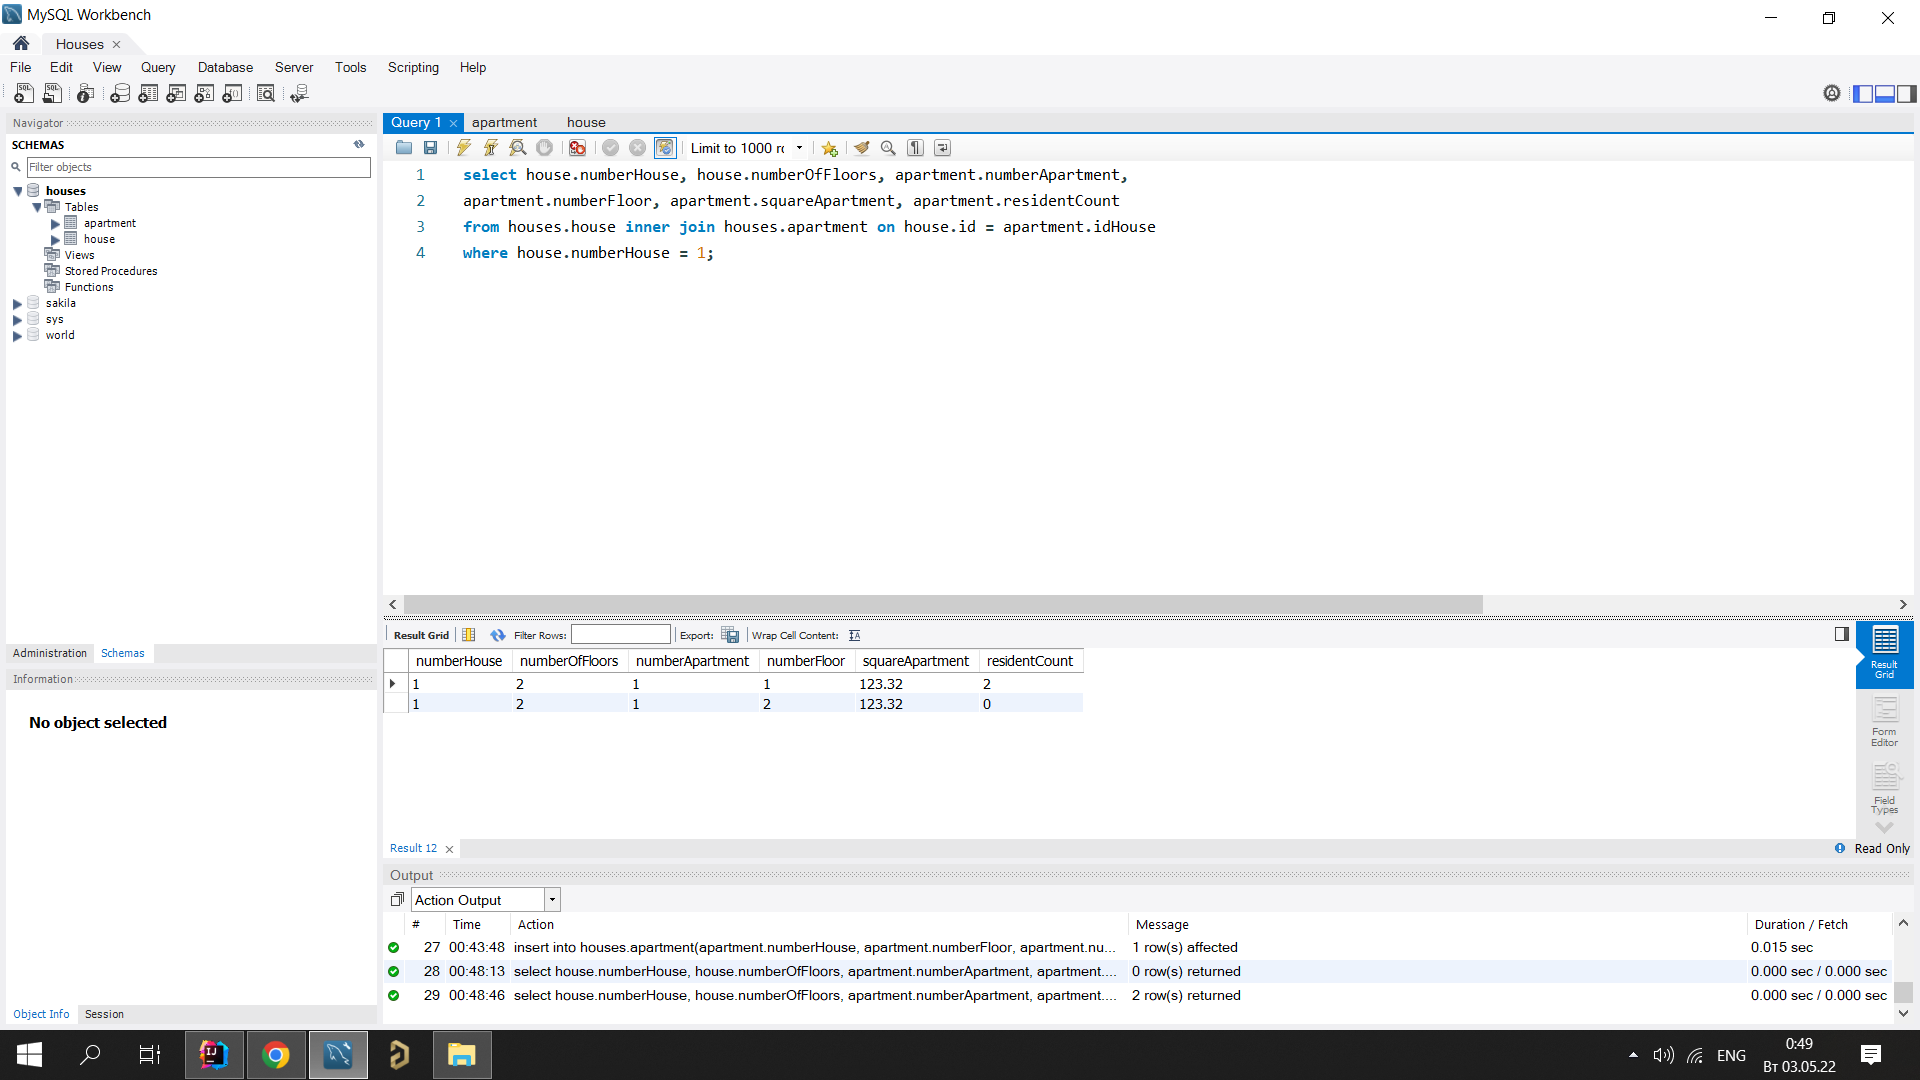 MySQL Workbench
Houses
File Edit View Query Database Server Tools Scripting Help
Navigator
SCHEMAS
Filter objects
houses
Tables
apartment
house
Views
Stored Procedures
Functions
sakila
sys
world
Administration Schemas
Information
No object selected
Object Info Session
Query 1 apartment house
Limit to 1000 rc
1 select house.numberHouse, house.numberOfFloors, apartment.numberApartment,
2 apartment.numberFloor, apartment.squareApartment, apartment.residentCount
3 from houses.house inner join houses.apartment on house.id = apartment.idHouse
4 where house.numberHouse = 1;
Result Grid Filter Rows: Export: Wrap Cell Content:
numberHouse numberOfFloors numberApartment numberFloor squareApartment residentCount
1 2 1 1 123.32 2
1 2 1 2 123.32 0
Result Grid
Form Editor
Field Types
Result 12
Read Only
Output
Action Output
# Time Action Message Duration / Fetch
27 00:43:48 insert into houses.apartment(apartment.numberHouse, apartment.numberFloor, apartment.nu... 1 row(s) affected 0.015 sec
28 00:48:13 select house.numberHouse, house.numberOfFloors, apartment.numberApartment, apartment.... 0 row(s) returned 0.000 sec / 0.000 sec
29 00:48:46 select house.numberHouse, house.numberOfFloors, apartment.numberApartment, apartment.... 2 row(s) returned 0.000 sec / 0.000 sec
ENG
0:49
Вт 03.05.22